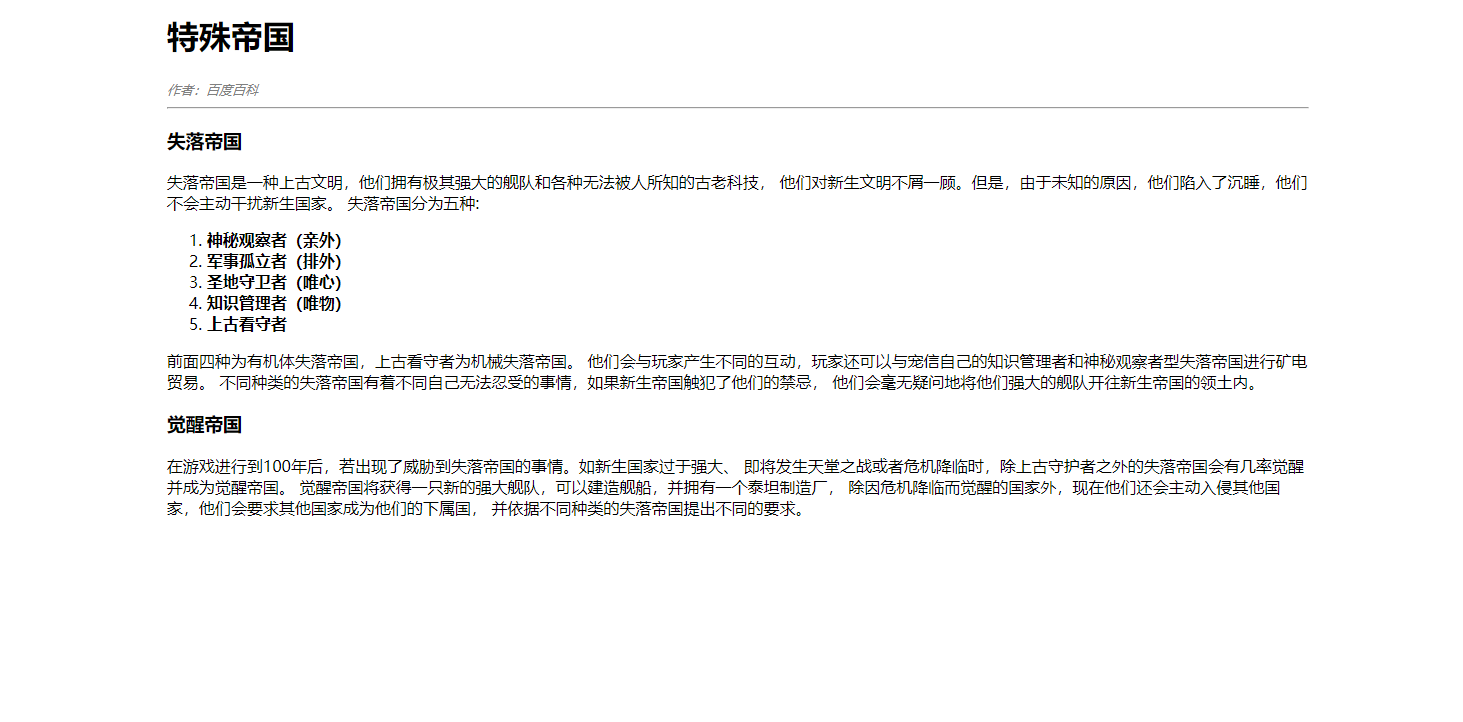 特殊帝国
作者：百度百科
失落帝国
失落帝国是一种上古文明，他们拥有极其强大的舰队和各种无法被人所知的古老科技， 他们对新生文明不屑一顾。但是，由于未知的原因，他们陷入了沉睡，他们
不会主动干扰新生国家。 失落帝国分为五种:
1. 神秘观察者（亲外）
2. 军事孤立者（排外）
3. 圣地守卫者（唯心）
4. 知识管理者（唯物）
5. 上古看守者
前面四种为有机体失落帝国，上古看守者为机械失落帝国。 他们会与玩家产生不同的互动，玩家还可以与宠信自己的知识管理者和神秘观察者型失落帝国进行矿电
贸易。 不同种类的失落帝国有着不同自己无法忍受的事情，如果新生帝国触犯了他们的禁忌， 他们会毫无疑问地将他们强大的舰队开往新生帝国的领土内。
觉醒帝国
在游戏进行到100年后，若出现了威胁到失落帝国的事情。如新生国家过于强大、 即将发生天堂之战或者危机降临时，除上古守护者之外的失落帝国会有几率觉醒
并成为觉醒帝国。 觉醒帝国将获得一只新的强大舰队，可以建造舰船，并拥有一个泰坦制造厂， 除因危机降临而觉醒的国家外，现在他们还会主动入侵其他国
家，他们会要求其他国家成为他们的下属国， 并依据不同种类的失落帝国提出不同的要求。